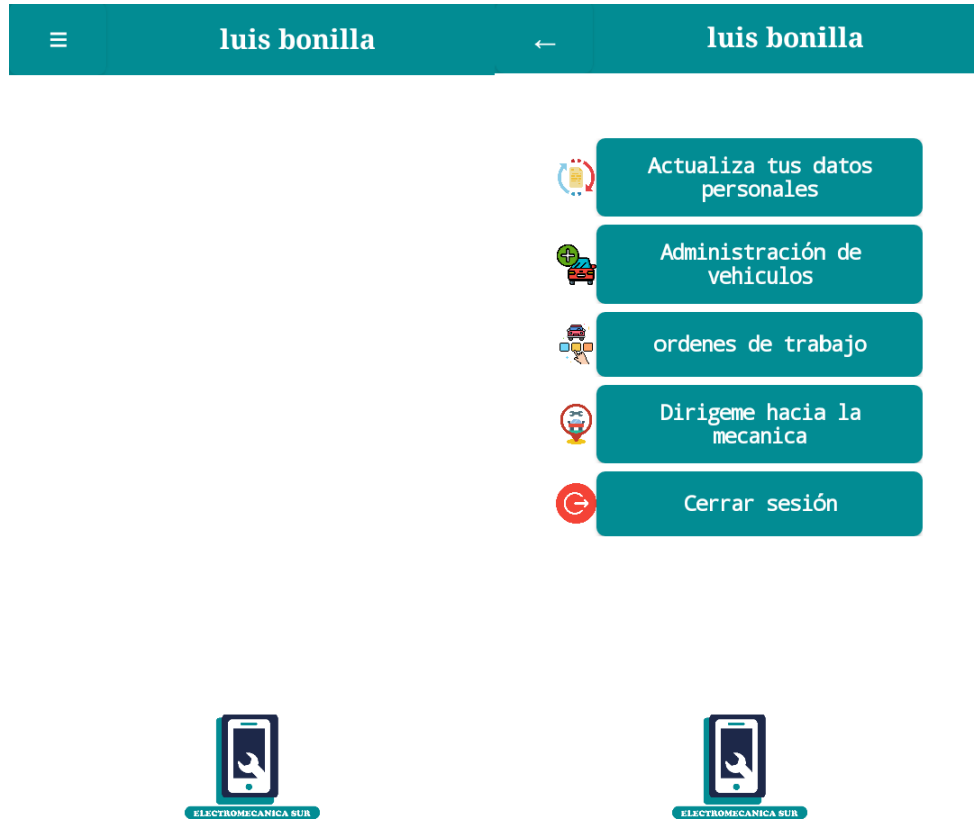 ☰ luis bonilla
← luis bonilla
Actualiza tus datos
personales
Administración de
vehiculos
ordenes de trabajo
Dirigeme hacia la
mecanica
Cerrar sesión
ELECTROMECANICA SUR
ELECTROMECANICA SUR